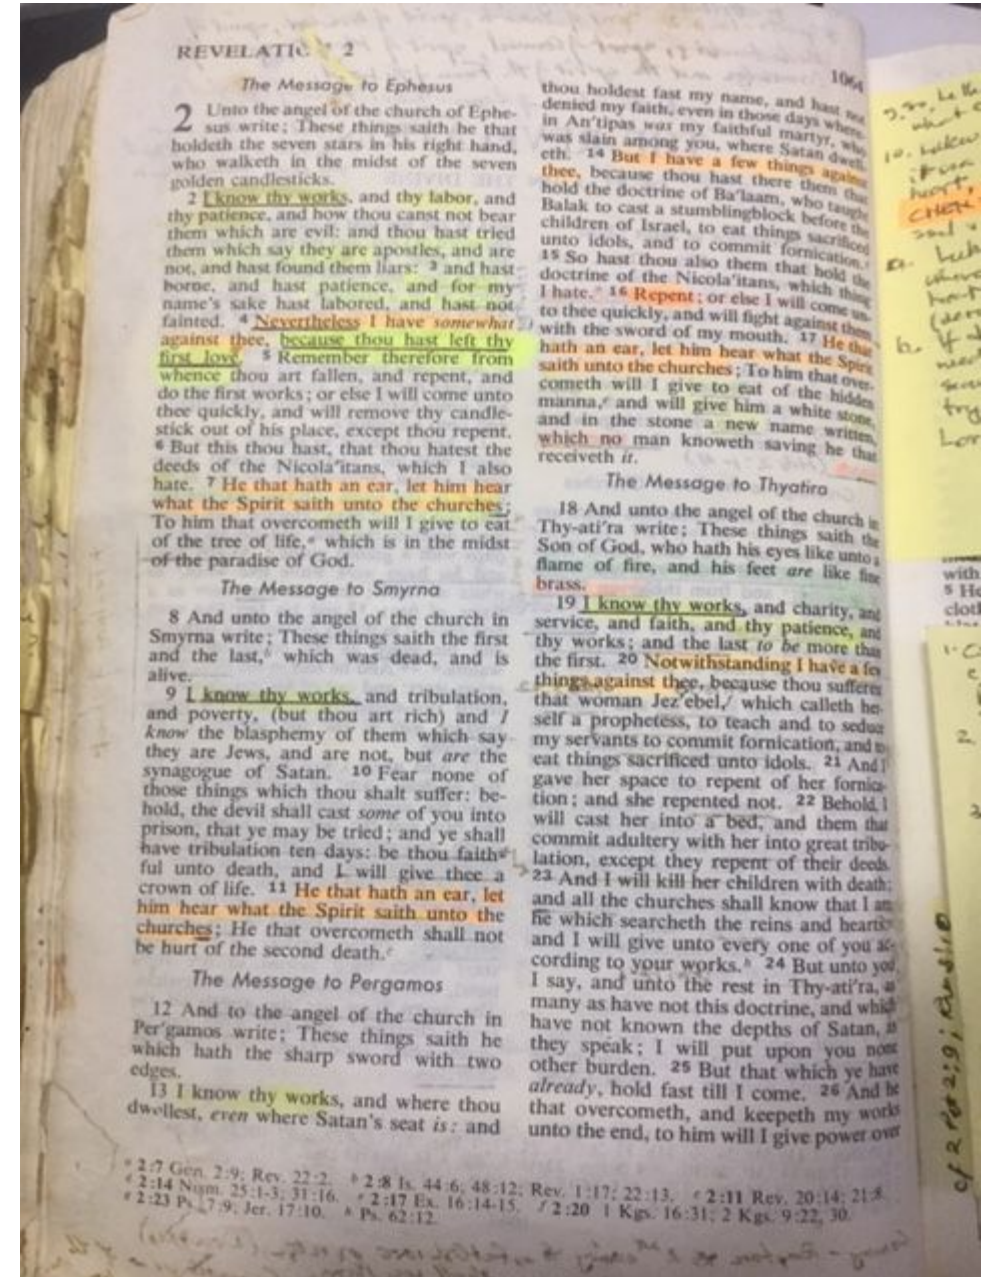 REVELATIC 2
1064
The Message to Ephesus
2 Unto the angel of the church of Ephe-
sus write; These things saith he that
holdeth the seven stars in his right hand,
who walketh in the midst of the seven
golden candlesticks.
2 I know thy works, and thy labor, and
thy patience, and how thou canst not bear
them which are evil: and thou hast tried
them which say they are apostles, and are
not, and hast found them liars: 3 and hast
borne, and hast patience, and for my
name's sake hast labored, and hast not
fainted. 4 Nevertheless I have somewhat
against thee, because thou hast left thy
first love. 5 Remember therefore from
whence thou art fallen, and repent, and
do the first works; or else I will come unto
thee quickly, and will remove thy candle-
stick out of his place, except thou repent.
6 But this thou hast, that thou hatest the
deeds of the Nicola'itans, which I also
hate. 7 He that hath an ear, let him hear
what the Spirit saith unto the churches;
To him that overcometh will I give to eat
of the tree of life,a which is in the midst
of the paradise of God.
The Message to Smyrna
8 And unto the angel of the church in
Smyrna write; These things saith the first
and the last,b which was dead, and is
alive.
9 I know thy works, and tribulation,
and poverty, (but thou art rich) and I
know the blasphemy of them which say
they are Jews, and are not, but are the
synagogue of Satan. 10 Fear none of
those things which thou shalt suffer: be-
hold, the devil shall cast some of you into
prison, that ye may be tried; and ye shall
have tribulation ten days: be thou faith-
ful unto death, and I will give thee a
crown of life. 11 He that hath an ear, let
him hear what the Spirit saith unto the
churches; He that overcometh shall not
be hurt of the second death.c
The Message to Pergamos
12 And to the angel of the church in
Per'gamos write; These things saith he
which hath the sharp sword with two
edges.
13 I know thy works, and where thou
dwellest, even where Satan's seat is: and
thou holdest fast my name, and hast not
denied my faith, even in those days where-
in An'tipas was my faithful martyr, who
was slain among you, where Satan dwell-
eth. 14 But I have a few things against
thee, because thou hast there them that
hold the doctrine of Ba'laam, who taught
Balak to cast a stumblingblock before the
children of Israel, to eat things sacrificed
unto idols, and to commit fornication.d
15 So hast thou also them that hold the
doctrine of the Nicola'itans, which thing
I hate. 16 Repent; or else I will come un-
to thee quickly, and will fight against them
with the sword of my mouth. 17 He that
hath an ear, let him hear what the Spirit
saith unto the churches; To him that over-
cometh will I give to eat of the hidden
manna,e and will give him a white stone,
and in the stone a new name written,
which no man knoweth saving he that
receiveth it.
The Message to Thyatira
18 And unto the angel of the church in
Thy-ati'ra write; These things saith the
Son of God, who hath his eyes like unto a
flame of fire, and his feet are like fine
brass.
19 I know thy works, and charity, and
service, and faith, and thy patience, and
thy works; and the last to be more than
the first. 20 Notwithstanding I have a few
things against thee, because thou sufferest
that woman Jez'ebel,f which calleth her-
self a prophetess, to teach and to seduce
my servants to commit fornication, and to
eat things sacrificed unto idols. 21 And I
gave her space to repent of her fornica-
tion; and she repented not. 22 Behold, I
will cast her into a bed, and them that
commit adultery with her into great tribu-
lation, except they repent of their deeds.
23 And I will kill her children with death;
and all the churches shall know that I am
he which searcheth the reins and hearts:
and I will give unto every one of you ac-
cording to your works.h 24 But unto you
I say, and unto the rest in Thy-ati'ra, as
many as have not this doctrine, and which
have not known the depths of Satan, as
they speak; I will put upon you none
other burden. 25 But that which ye have
already, hold fast till I come. 26 And he
that overcometh, and keepeth my works
unto the end, to him will I give power over
a 2:7 Gen. 2:9; Rev. 22:2. b 2:8 Is. 44:6; 48:12; Rev. 1:17; 22:13. c 2:11 Rev. 20:14; 21:8.
d 2:14 Num. 25:1-3; 31:16. e 2:17 Ex. 16:14-15. f 2:20 1 Kgs. 16:31; 2 Kgs. 9:22, 30.
g 2:23 Ps. 7:9; Jer. 17:10. h Ps. 62:12.
with
5 He
clot